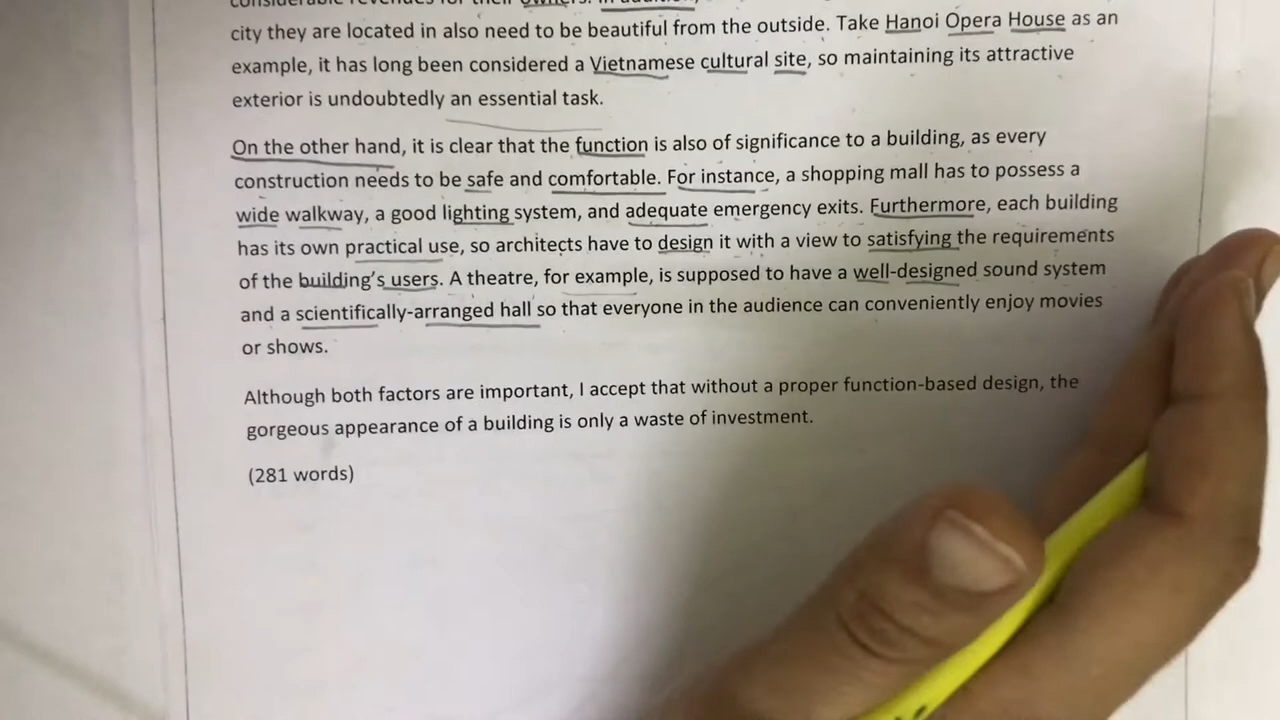 considerable revenues for their owners. In addition,
city they are located in also need to be beautiful from the outside. Take Hanoi Opera House as an
example, it has long been considered a Vietnamese cultural site, so maintaining its attractive
exterior is undoubtedly an essential task.
On the other hand, it is clear that the function is also of significance to a building, as every
construction needs to be safe and comfortable. For instance, a shopping mall has to possess a
wide walkway, a good lighting system, and adequate emergency exits. Furthermore, each building
has its own practical use, so architects have to design it with a view to satisfying the requirements
of the building's users. A theatre, for example, is supposed to have a well-designed sound system
and a scientifically-arranged hall so that everyone in the audience can conveniently enjoy movies
or shows.
Although both factors are important, I accept that without a proper function-based design, the
gorgeous appearance of a building is only a waste of investment.
(281 words)